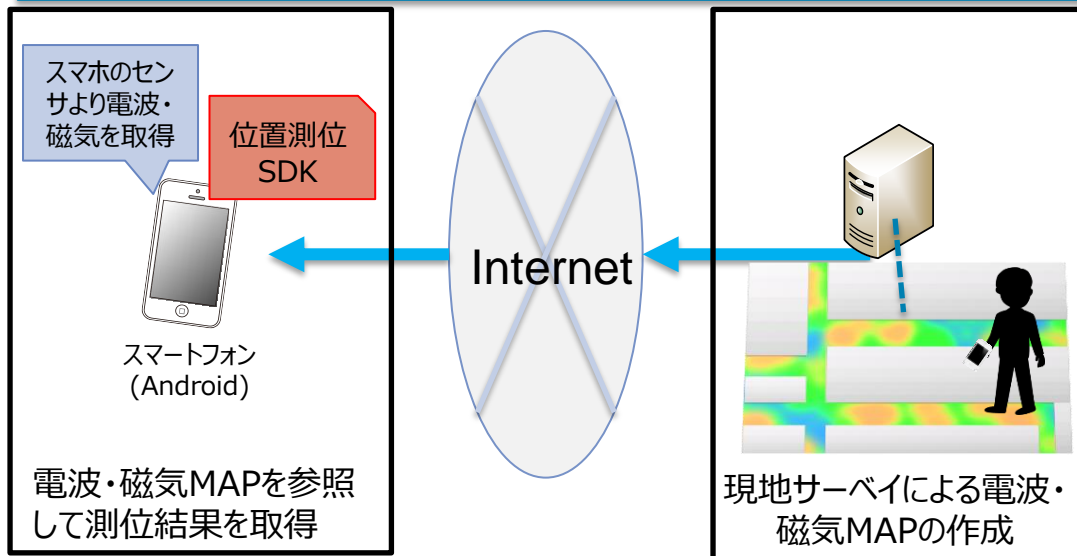 スマホのセン
サより電波・
磁気を取得
位置測位
SDK
スマートフォン
(Android)
電波・磁気MAPを参照
して測位結果を取得
Internet
現地サーベイによる電波・
磁気MAPの作成